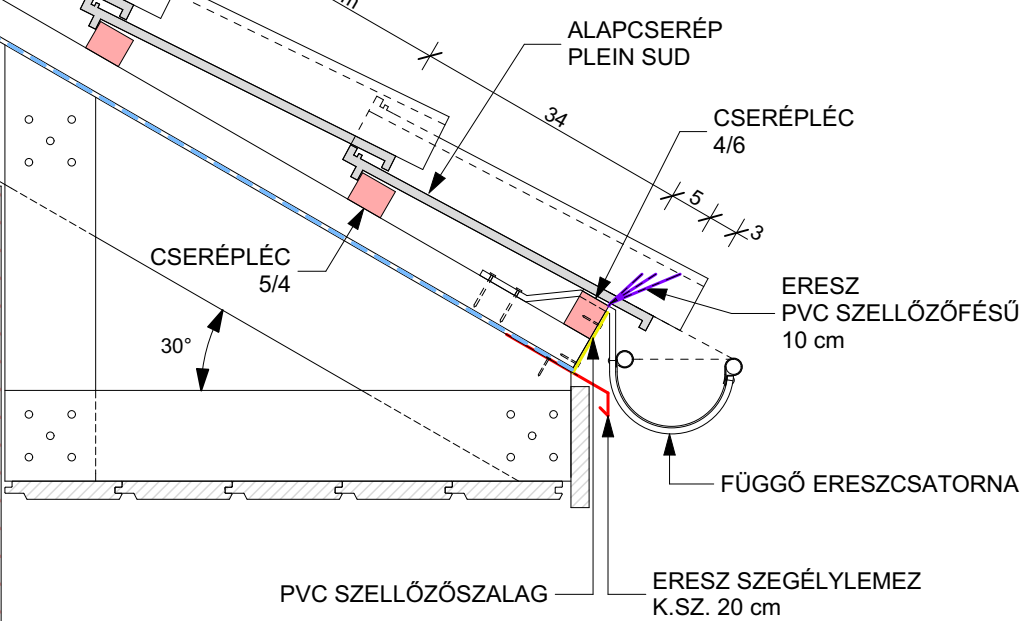 m
ALAPCSERÉP
PLEIN SUD
34
CSERÉPLÉC
4/6
5
3
CSERÉPLÉC
5/4
ERESZ
PVC SZELLŐZŐFÉSŰ
10 cm
30°
FÜGGŐ ERESZCSATORNA
PVC SZELLŐZŐSZALAG
ERESZ SZEGÉLYLEMEZ
K.SZ. 20 cm